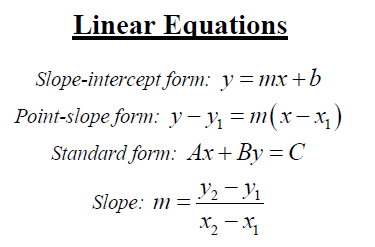 Linear Equations
Slope-intercept form: y = mx + b
Point-slope form: y − y₁ = m(x − x₁)
Standard form: Ax + By = C
Slope: m = (y₂ − y₁) / (x₂ − x₁)